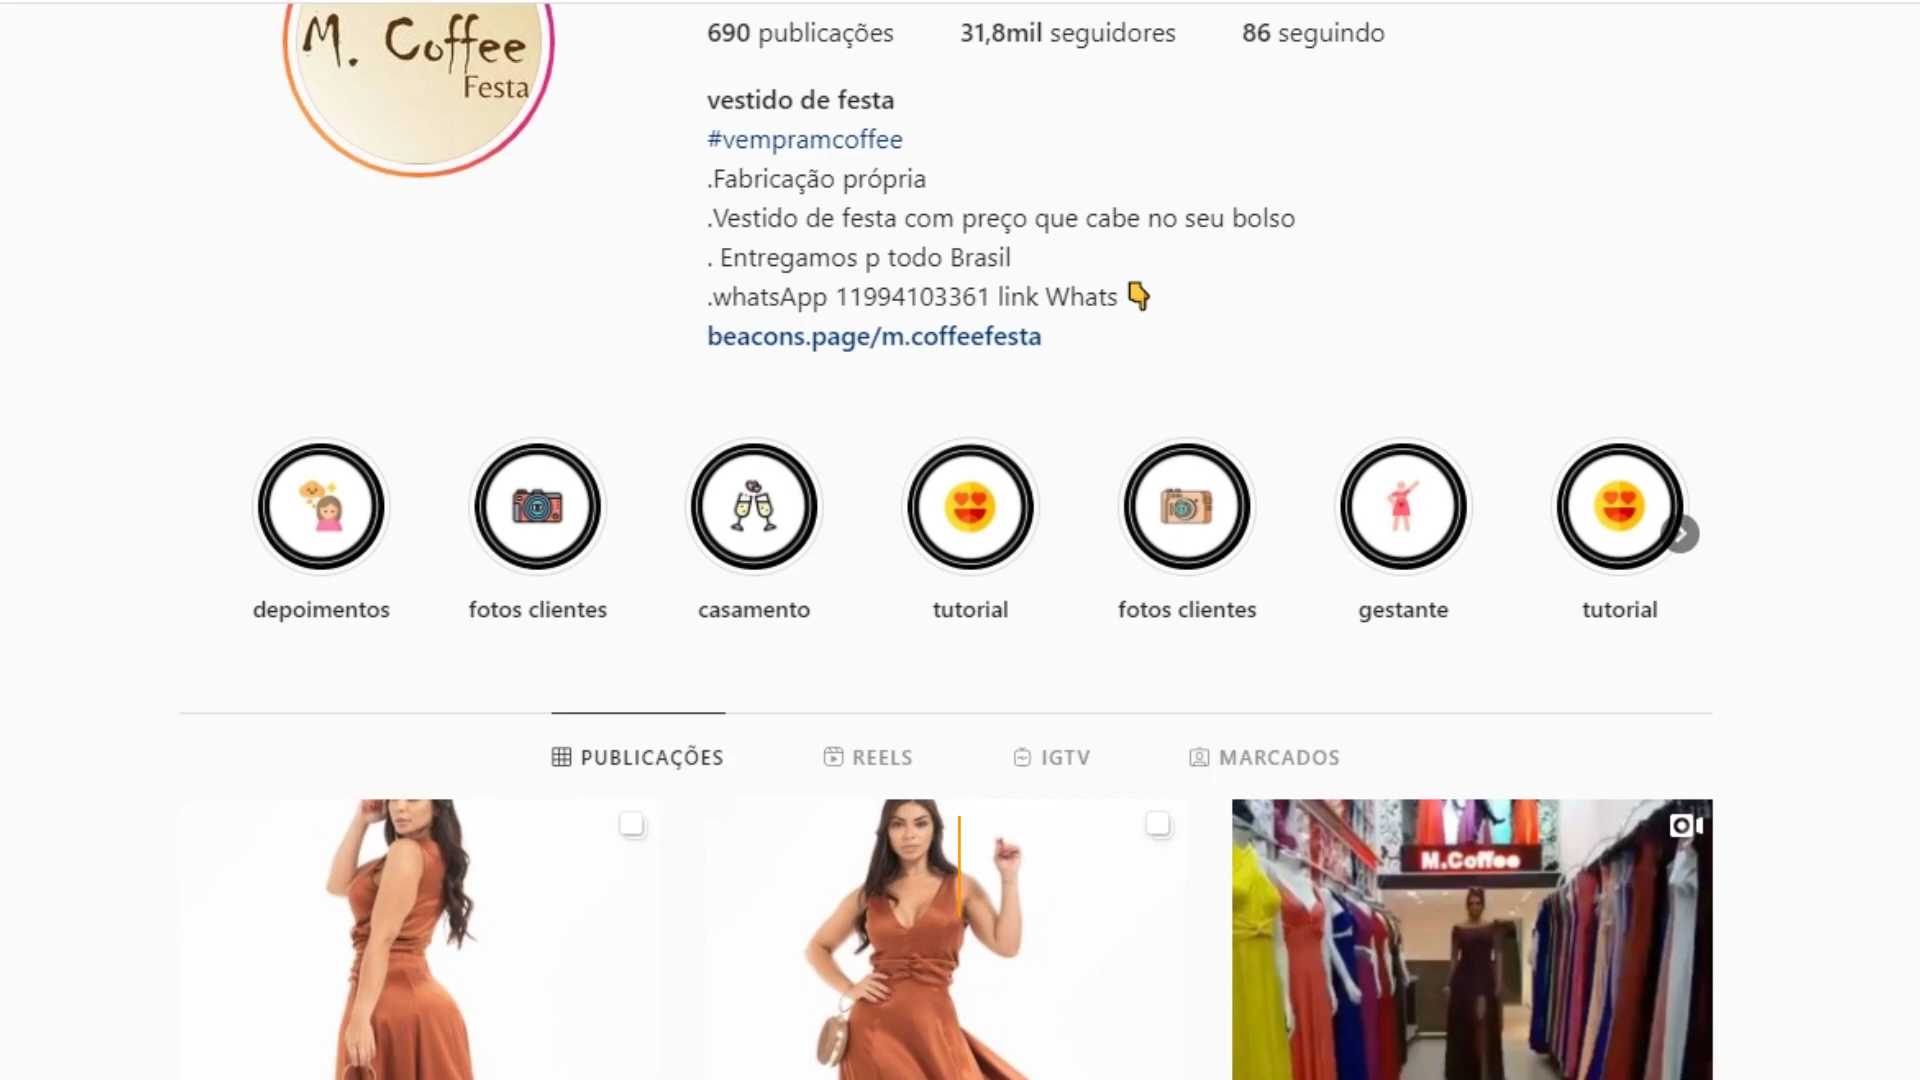 M. Coffee
Festa
690 publicações 31,8mil seguidores 86 seguindo
vestido de festa
#vempramcoffee
.Fabricação própria
.Vestido de festa com preço que cabe no seu bolso
. Entregamos p todo Brasil
.whatsApp 11994103361 link Whats 👇
beacons.page/m.coffeefesta
depoimentos fotos clientes casamento tutorial fotos clientes gestante tutorial
PUBLICAÇÕES REELS IGTV MARCADOS
M.Coffee